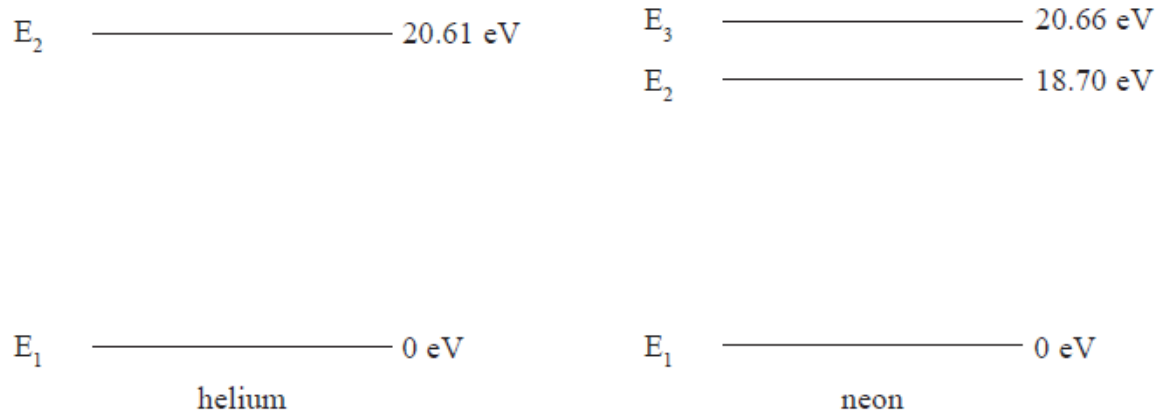 E₂ 20.61 eV
E₁ 0 eV
helium
E₃ 20.66 eV
E₂ 18.70 eV
E₁ 0 eV
neon